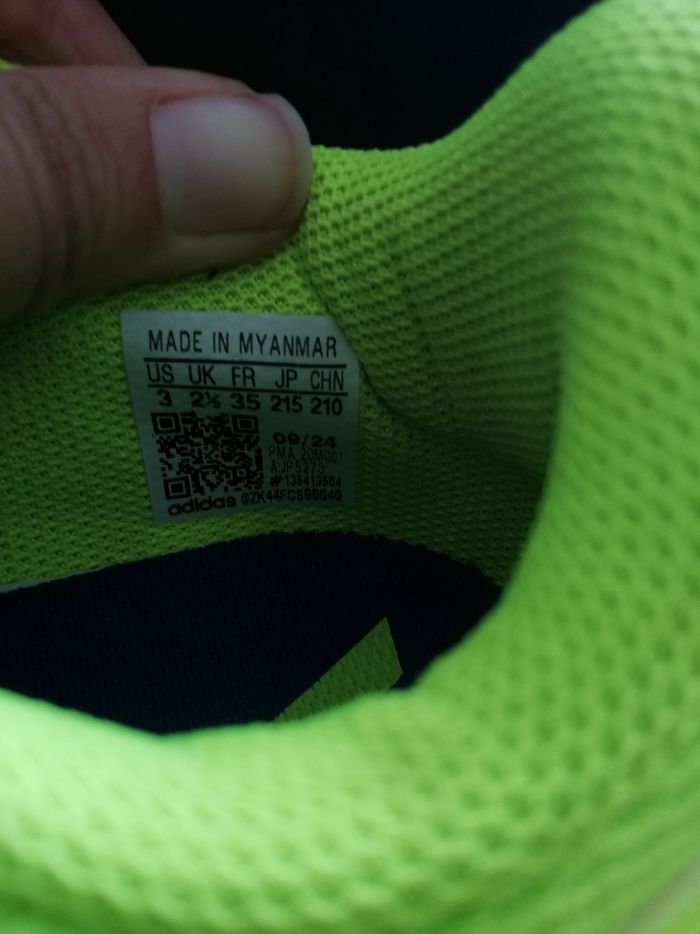 MADE IN MYANMAR
US UK FR JP CHN
3 2½ 35 215 210
09/24
PMA 20M001
AJP5273
#135413564
adidas @ZK44FCS00040